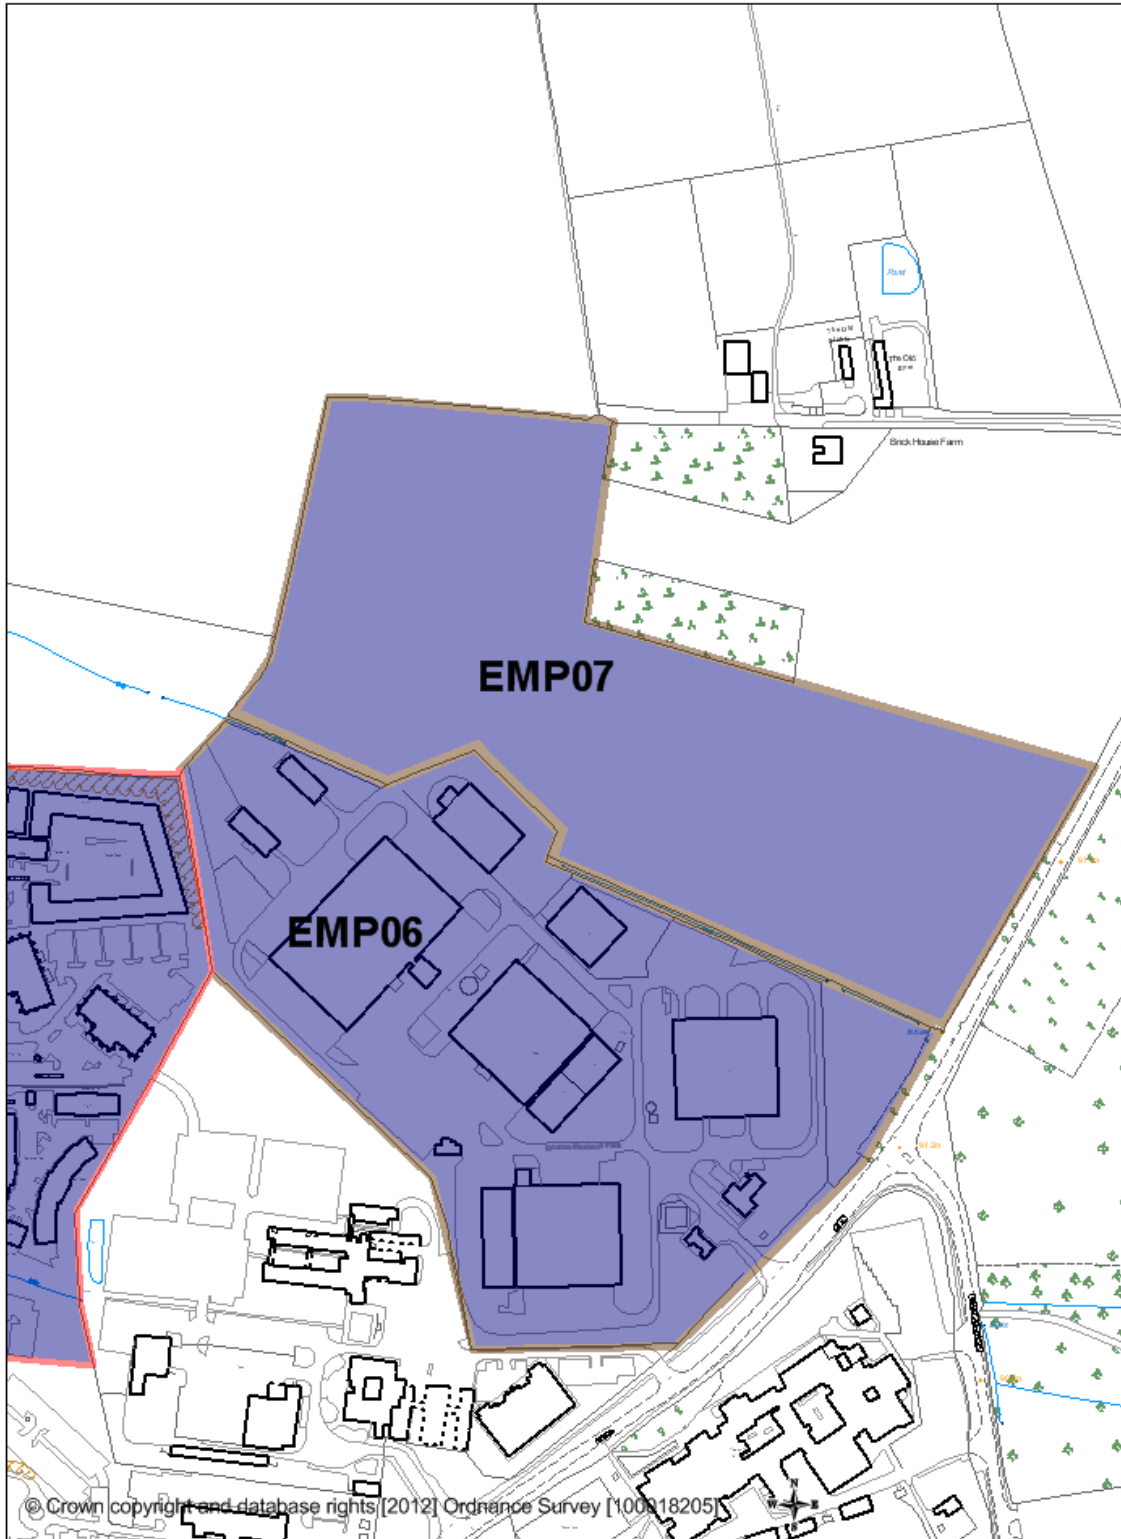 Pond
The Old
Brick House Farm
EMP07
EMP06
© Crown copyright and database rights [2012] Ordnance Survey [100018205]
N
W E
S